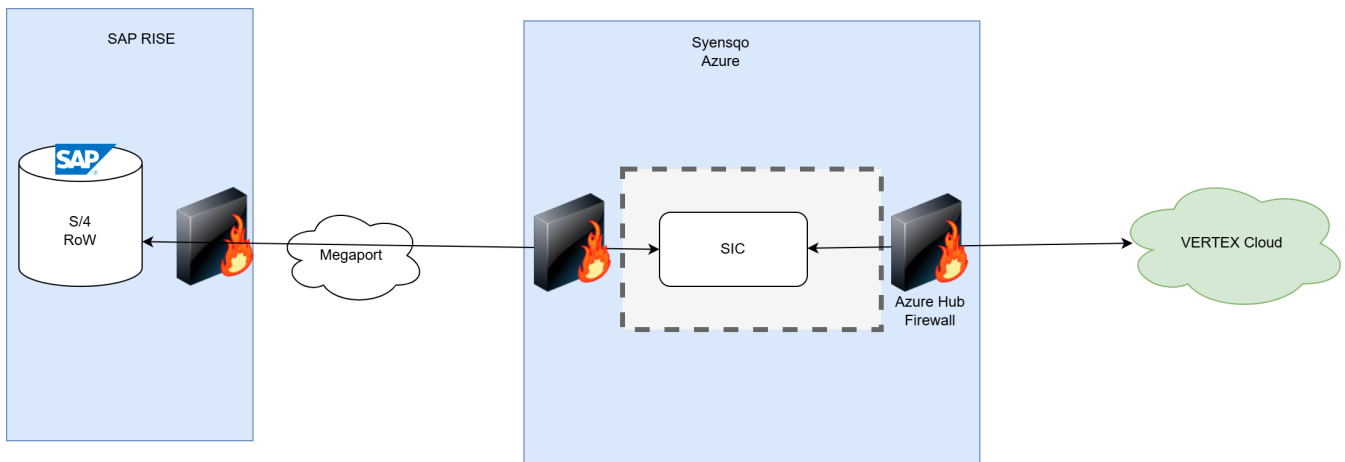 SAP RISE
SAP
S/4
RoW
Megaport
Syensqo
Azure
SIC
Azure Hub
Firewall
VERTEX Cloud